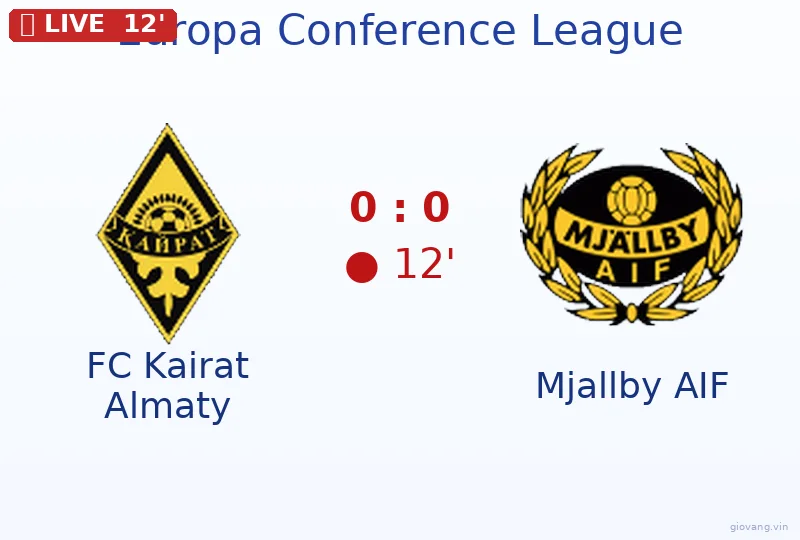 LIVE 12'
Europa Conference League
КАЙРАТ
MJÄLLBY
AIF
0 : 0
● 12'
FC Kairat
Almaty
Mjallby AIF
giovang.vin